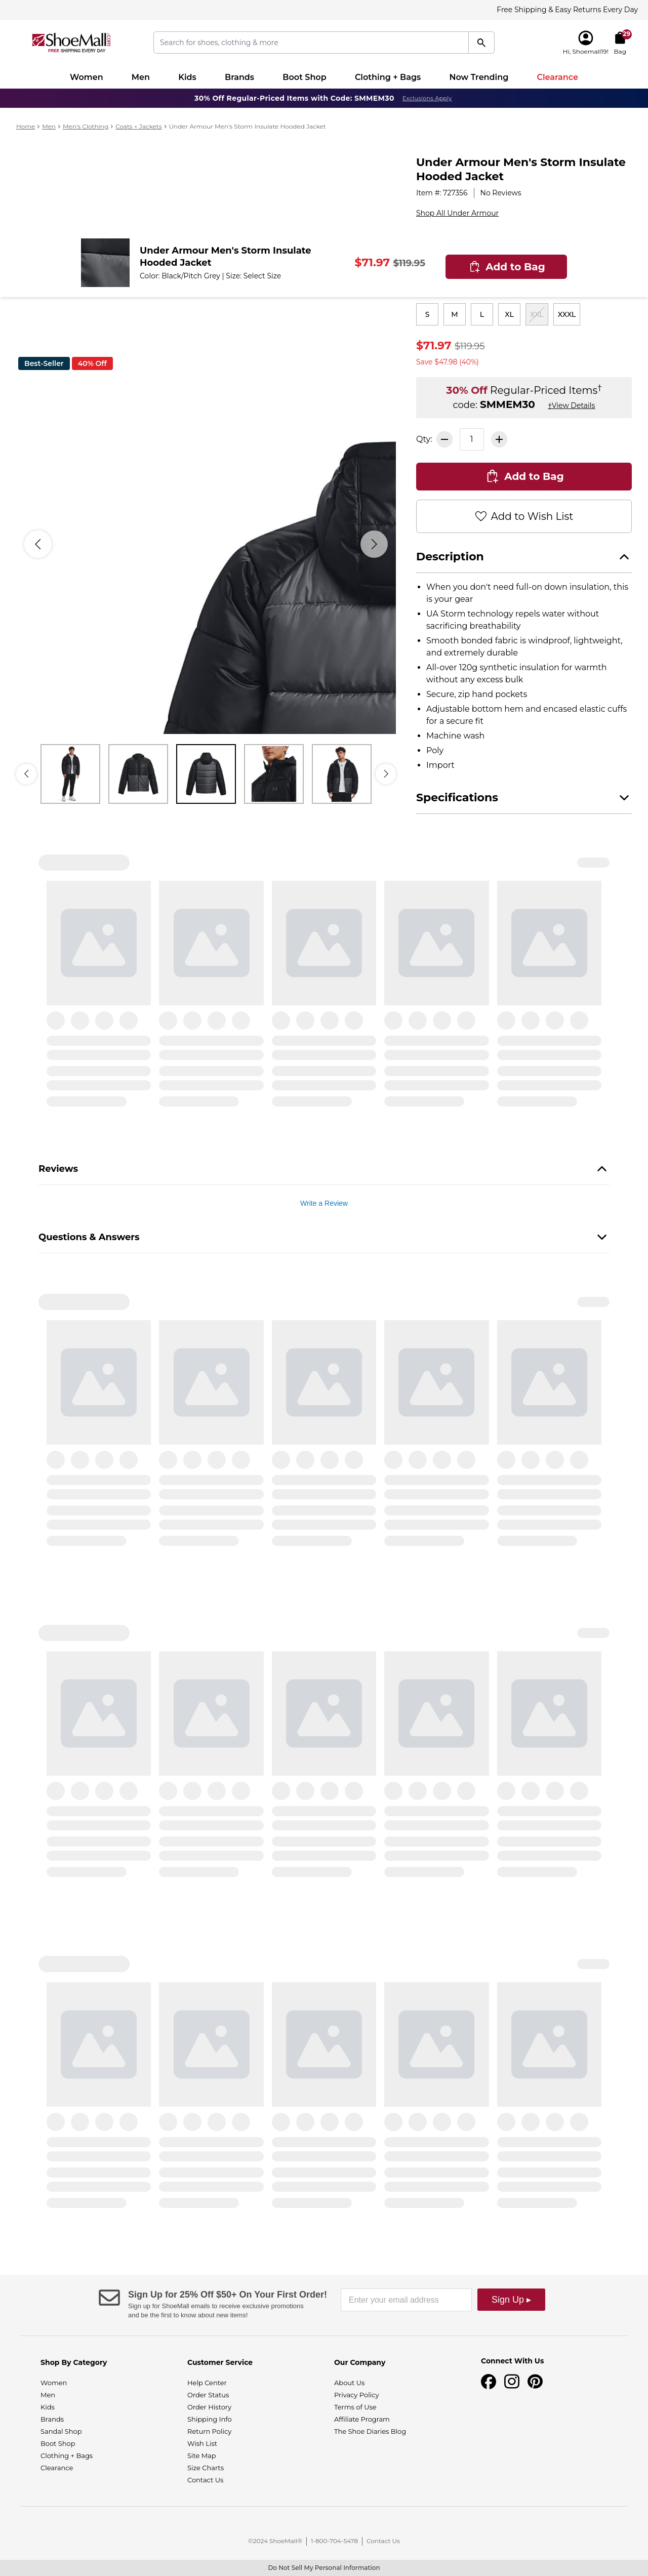 Free Shipping & Easy Returns Every Day
ShoeMall.com
FREE SHIPPING EVERY DAY
Search for shoes, clothing & more
Hi, Shoemall19!
29
Bag
Women
Men
Kids
Brands
Boot Shop
Clothing + Bags
Now Trending
Clearance
30% Off Regular-Priced Items with Code: SMMEM30 Exclusions Apply
Home › Men › Men's Clothing › Coats + Jackets › Under Armour Men's Storm Insulate Hooded Jacket
Under Armour Men's Storm Insulate
Hooded Jacket
Item #: 727356 | No Reviews
Shop All Under Armour
Under Armour Men's Storm Insulate
Hooded Jacket
Color: Black/Pitch Grey | Size: Select Size
$71.97 $119.95
Add to Bag
S
M
L
XL
XXL
XXXL
$71.97 $119.95
Save $47.98 (40%)
Best-Seller
40% Off
30% Off Regular-Priced Items†
code: SMMEM30 ‡View Details
Qty:
1
Add to Bag
Add to Wish List
Description
• When you don't need full-on down insulation, this
is your gear
• UA Storm technology repels water without
sacrificing breathability
• Smooth bonded fabric is windproof, lightweight,
and extremely durable
• All-over 120g synthetic insulation for warmth
without any excess bulk
• Secure, zip hand pockets
• Adjustable bottom hem and encased elastic cuffs
for a secure fit
• Machine wash
• Poly
• Import
Specifications
Reviews
Write a Review
Questions & Answers
Sign Up for 25% Off $50+ On Your First Order!
Sign up for ShoeMall emails to receive exclusive promotions
and be the first to know about new items!
Enter your email address
Sign Up ▸
Shop By Category
Women
Men
Kids
Brands
Sandal Shop
Boot Shop
Clothing + Bags
Clearance
Customer Service
Help Center
Order Status
Order History
Shipping Info
Return Policy
Wish List
Site Map
Size Charts
Contact Us
Our Company
About Us
Privacy Policy
Terms of Use
Affiliate Program
The Shoe Diaries Blog
Connect With Us
©2024 ShoeMall® | 1-800-704-5478 | Contact Us
Do Not Sell My Personal Information